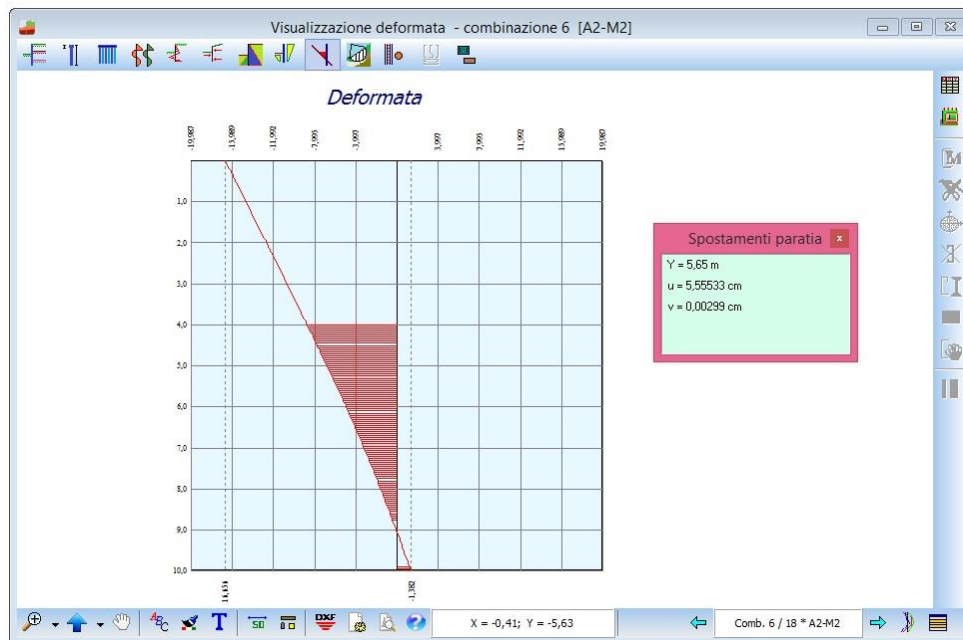 Visualizzazione deformata - combinazione 6 [A2-M2]
Deformata
-19,987 -15,989 -11,992 -7,995 -3,997 3,997 7,995 11,992 15,989 19,987
1,0
2,0
3,0
4,0
5,0
6,0
7,0
8,0
9,0
10,0
Spostamenti paratia
Y = 5,65 m
u = 5,55533 cm
v = 0,00299 cm
-1,382
ABC
T
50
DXF
X = -0,41; Y = -5,63
Comb. 6 / 18 * A2-M2